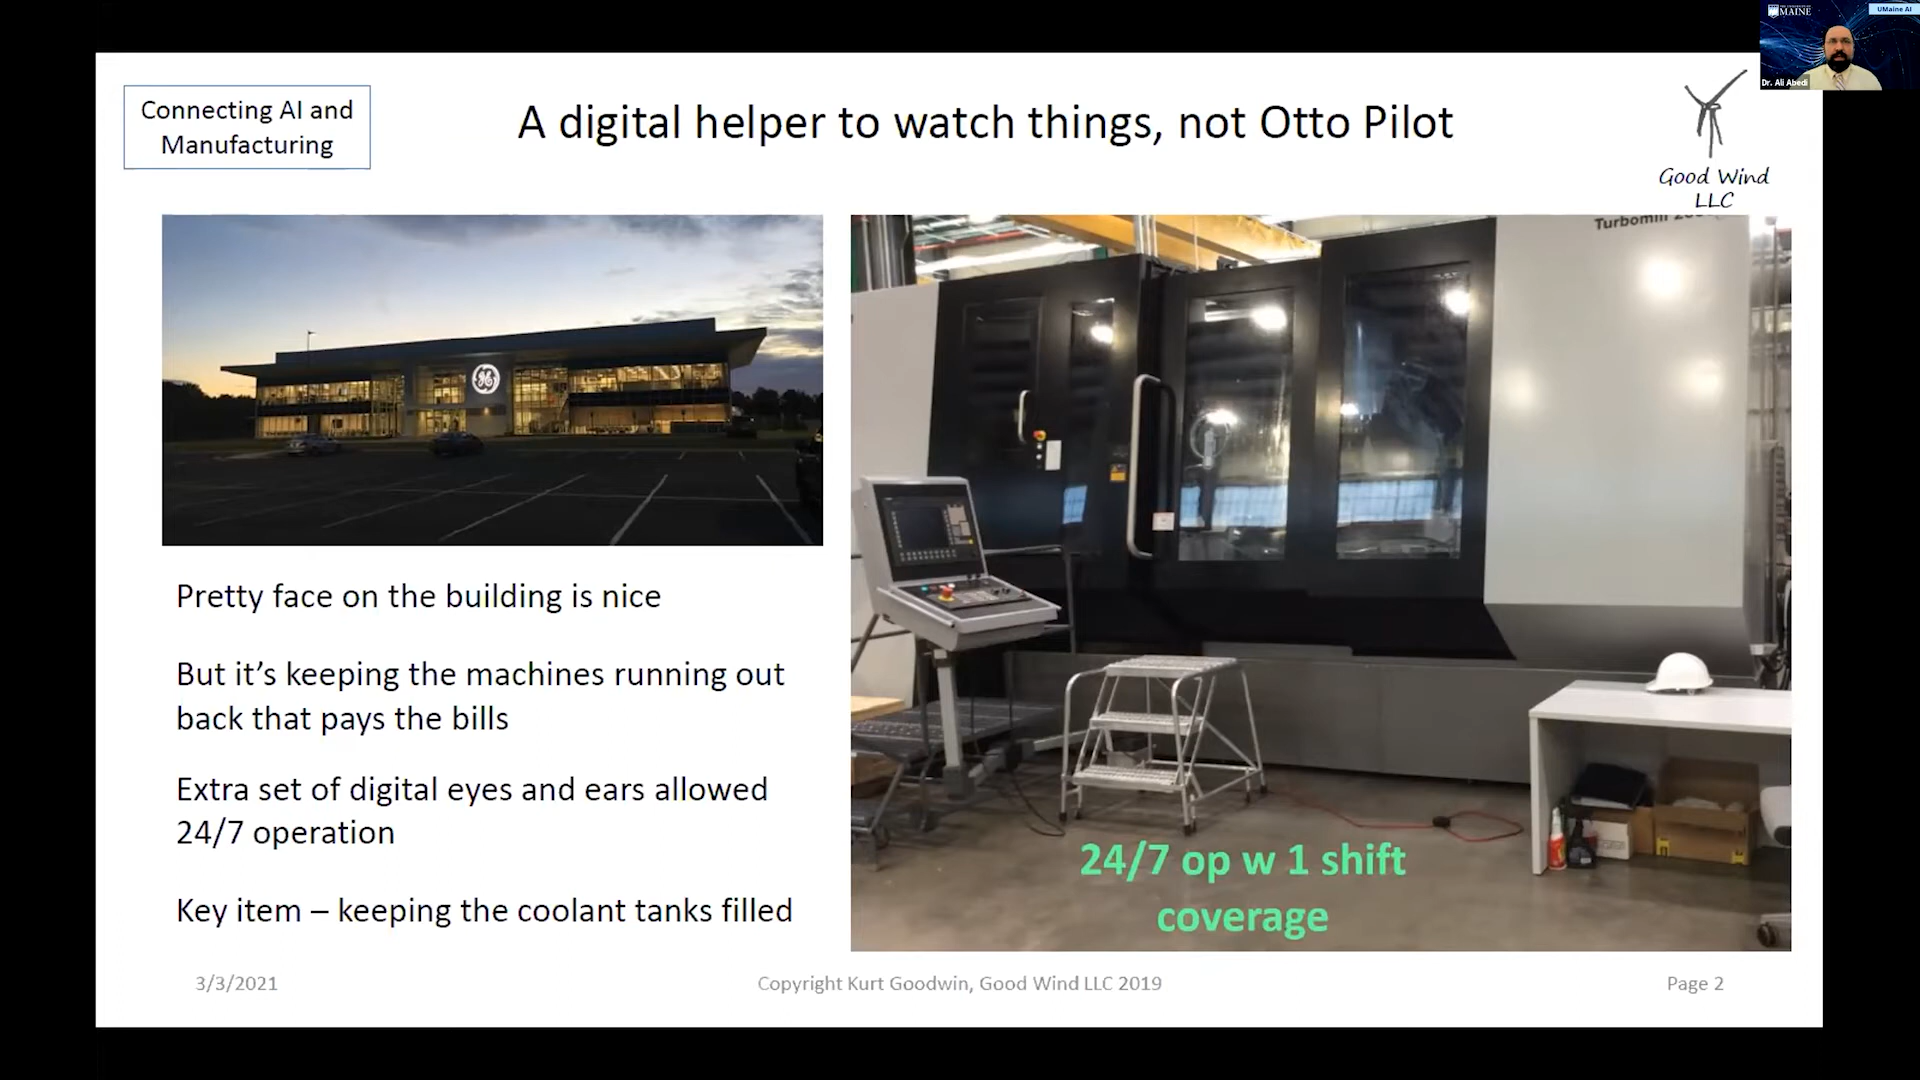 MAINE
UMaine AI
Dr. Ali Abedi
Connecting AI and
Manufacturing
A digital helper to watch things, not Otto Pilot
Good Wind
LLC
GE
Turbomill
Pretty face on the building is nice
But it’s keeping the machines running out
back that pays the bills
Extra set of digital eyes and ears allowed
24/7 operation
Key item – keeping the coolant tanks filled
24/7 op w 1 shift
coverage
3/3/2021
Copyright Kurt Goodwin, Good Wind LLC 2019
Page 2